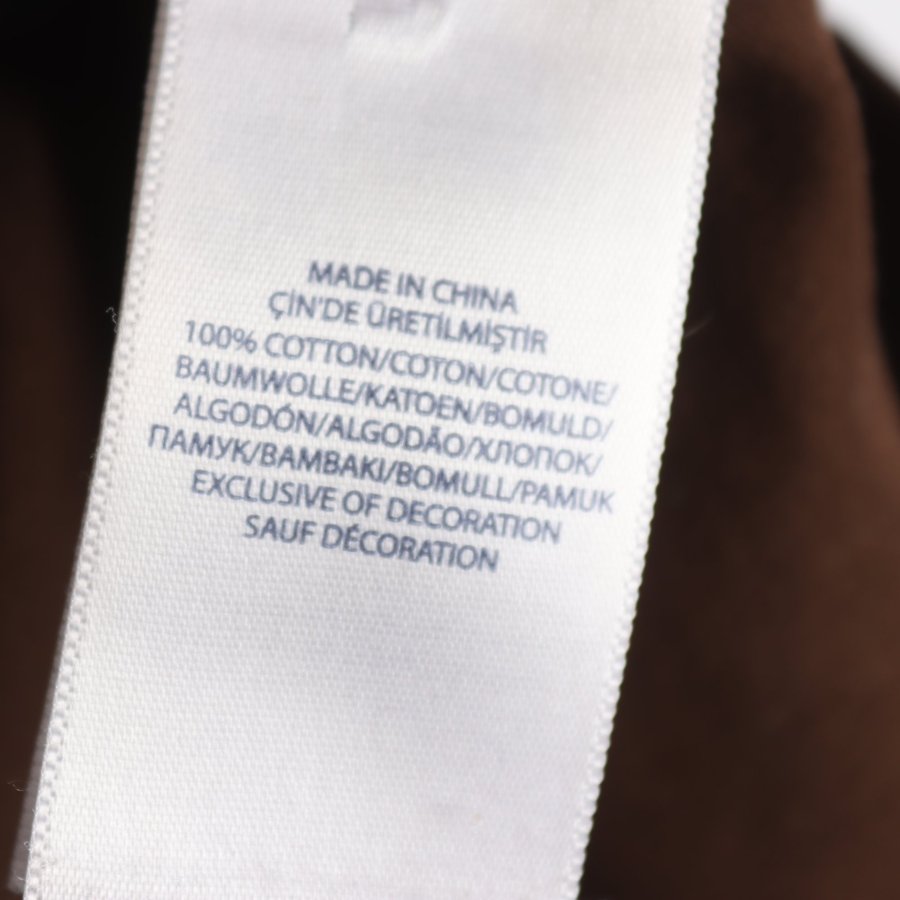 MADE IN CHINA
ÇİN'DE ÜRETİLMİŞTİR
100% COTTON/COTON/COTONE/
BAUMWOLLE/KATOEN/BOMULD/
ALGODÓN/ALGODÃO/ХЛОПОК/
ПАМУК/BAMBAKI/BOMULL/PAMUK
EXCLUSIVE OF DECORATION
SAUF DÉCORATION